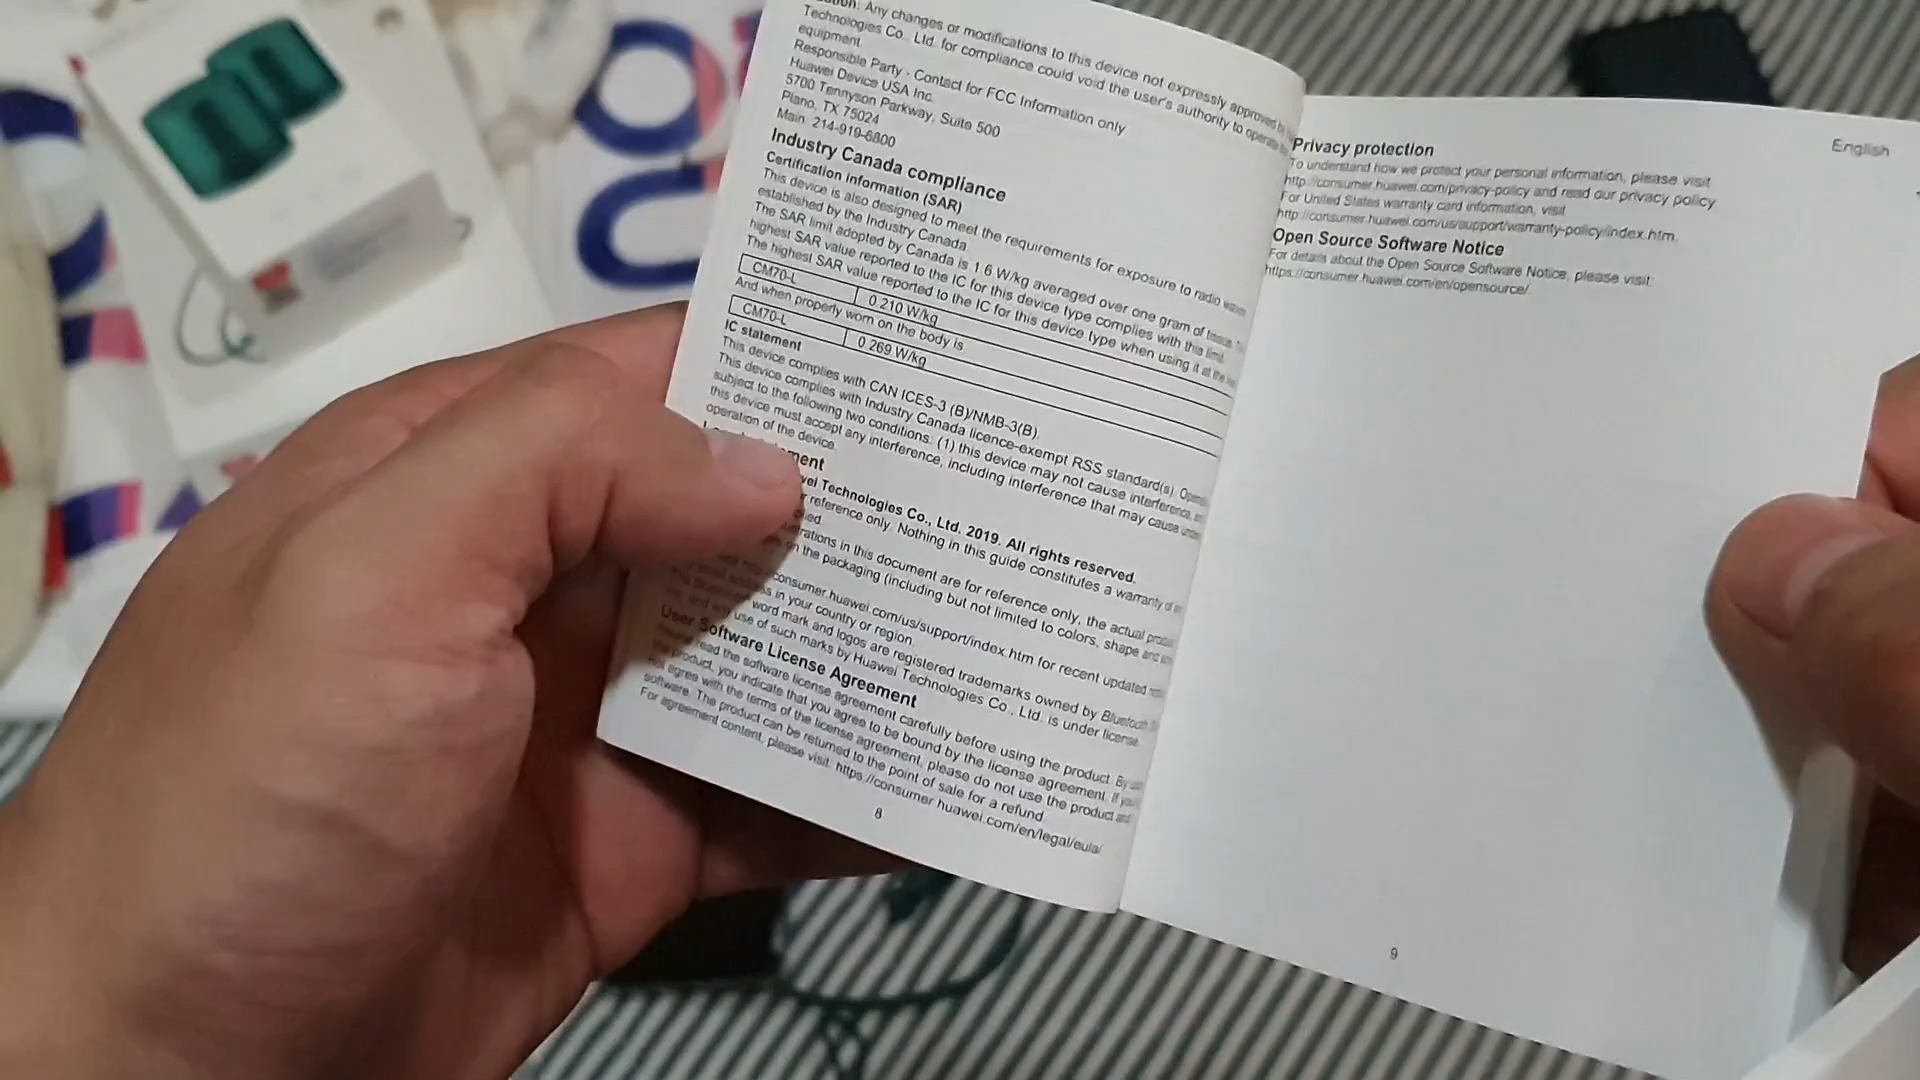 Any changes or modifications to this device not expressly approved
Technologies Co., Ltd. for compliance could void the user's authority to operate
equipment.
Responsible Party - Contact for FCC Information only
Huawei Device USA Inc.
5700 Tennyson Parkway, Suite 500
Plano, TX 75024
Main: 214-919-6800
Industry Canada compliance
Certification information (SAR)
This device is also designed to meet the requirements for exposure to radio waves
established by the Industry Canada.
The SAR limit adopted by Canada is 1.6 W/kg averaged over one gram of tissue.
highest SAR value reported to the IC for this device type complies with this limit.
The highest SAR value reported to the IC for this device type when using it at the
CM70-L 0.210 W/kg
And when properly worn on the body is
CM70-L 0.269 W/kg
IC statement
This device complies with CAN ICES-3 (B)/NMB-3(B).
This device complies with Industry Canada licence-exempt RSS standard(s).
subject to the following two conditions: (1) this device may not cause interference,
this device must accept any interference, including interference that may cause
operation of the device.
Technologies Co., Ltd. 2019. All rights reserved.
reference only. Nothing in this guide constitutes a warranty of
in this document are for reference only, the actual
on the packaging (including but not limited to colors, shape and
consumer.huawei.com/us/support/index.htm for recent updated
in your country or region.
word mark and logos are registered trademarks owned by Bluetooth
use of such marks by Huawei Technologies Co., Ltd. is under license.
User Software License Agreement
read the software license agreement carefully before using the product. By
product, you indicate that you agree to be bound by the license agreement. If you
not agree with the terms of the license agreement, please do not use the product and
software. The product can be returned to the point of sale for a refund.
For agreement content, please visit: https://consumer.huawei.com/en/legal/eula/
8
English
Privacy protection
To understand how we protect your personal information, please visit
http://consumer.huawei.com/privacy-policy and read our privacy policy.
For United States warranty card information, visit
http://consumer.huawei.com/us/support/warranty-policy/index.htm.
Open Source Software Notice
For details about the Open Source Software Notice, please visit:
https://consumer.huawei.com/en/opensource/.
9